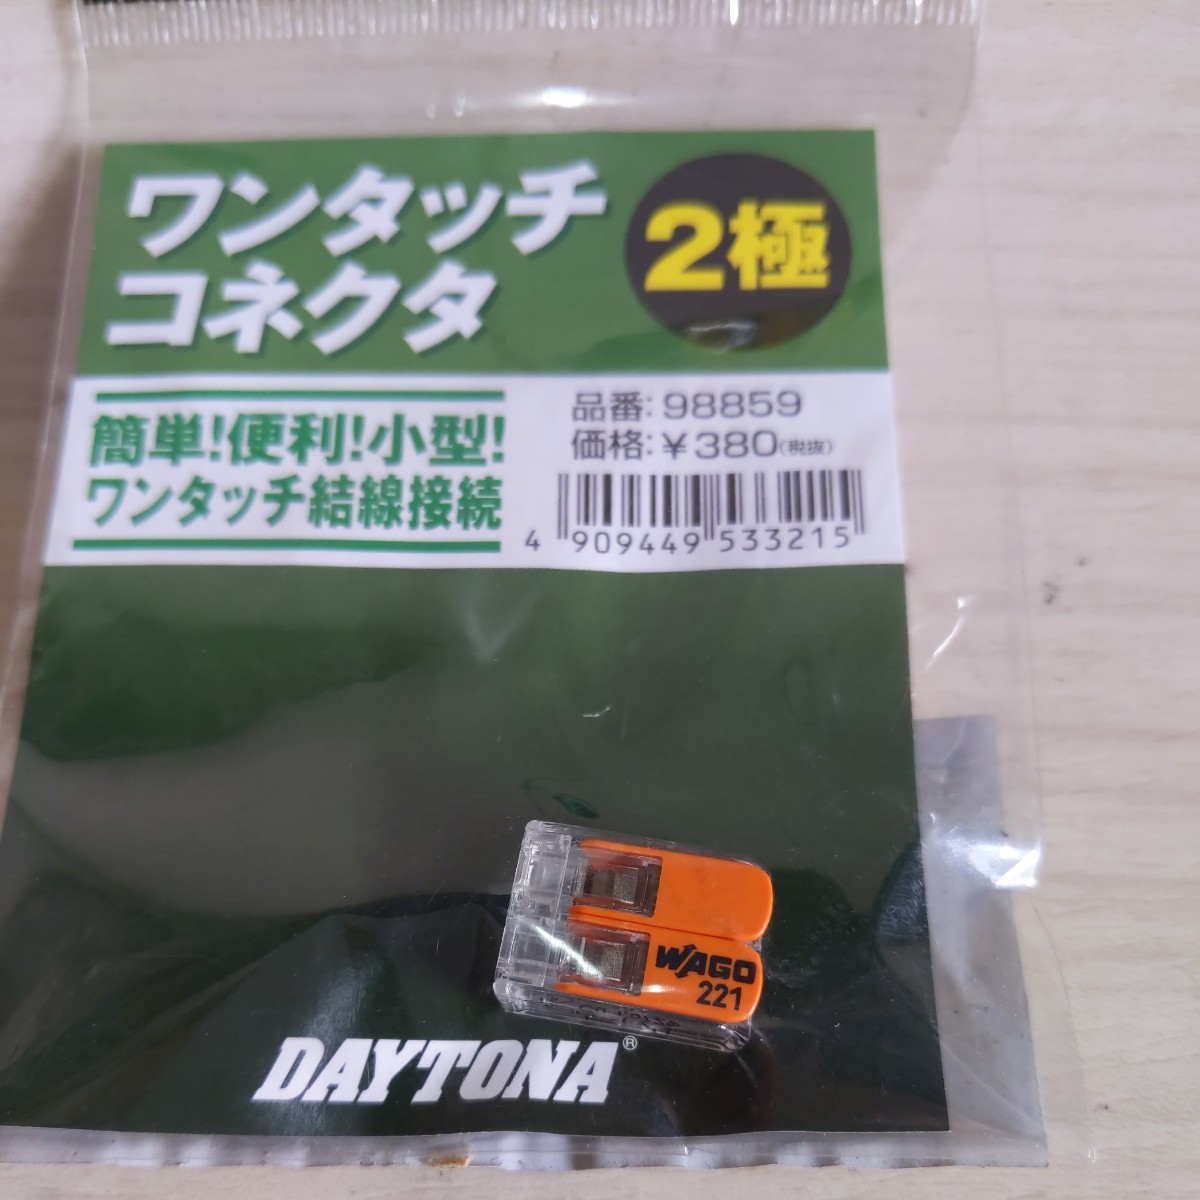 ワンタッチ
コネクタ
2極
簡単!便利!小型!
ワンタッチ結線接続
品番:98859
価格:¥380(税抜)
4 909449 533215
WAGO
221
DAYTONA®